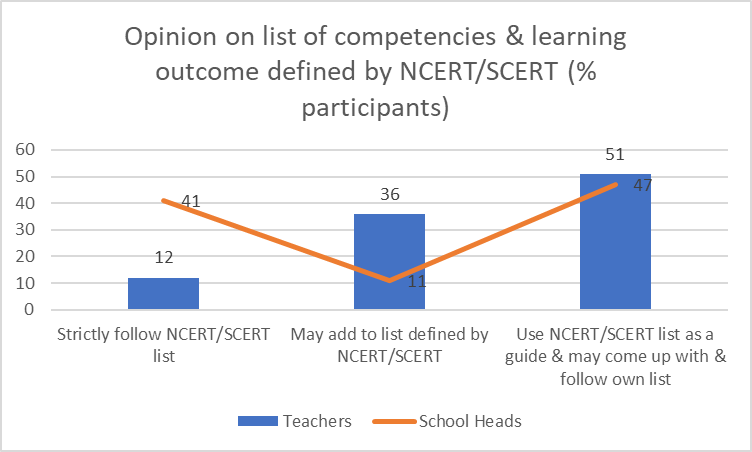 Opinion on list of competencies & learning
outcome defined by NCERT/SCERT (%
participants)
60
50
40
30
20
10
0
41
12
36
11
51
47
Strictly follow NCERT/SCERT
list
May add to list defined by
NCERT/SCERT
Use NCERT/SCERT list as a
guide & may come up with &
follow own list
Teachers
School Heads